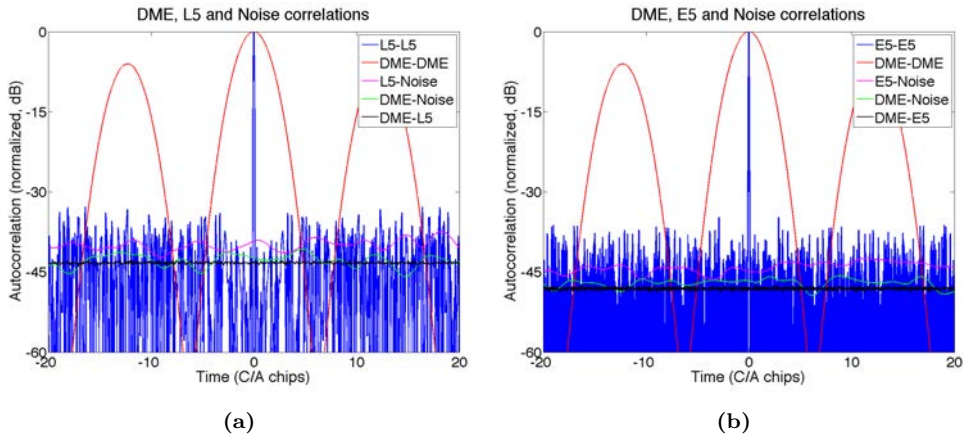 DME, L5 and Noise correlations
Autocorrelation (normalized, dB)
0
-15
-30
-45
-60
L5-L5
DME-DME
L5-Noise
DME-Noise
DME-L5
-20 -10 0 10 20
Time (C/A chips)
(a)
DME, E5 and Noise correlations
Autocorrelation (normalized, dB)
0
-15
-30
-45
-60
E5-E5
DME-DME
E5-Noise
DME-Noise
DME-E5
-20 -10 0 10 20
Time (C/A chips)
(b)